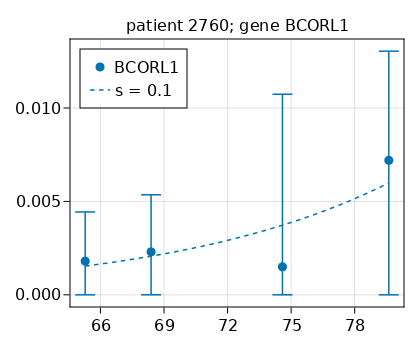 patient 2760; gene BCORL1
BCORL1
s = 0.1
0.010
0.005
0.000
66 69 72 75 78